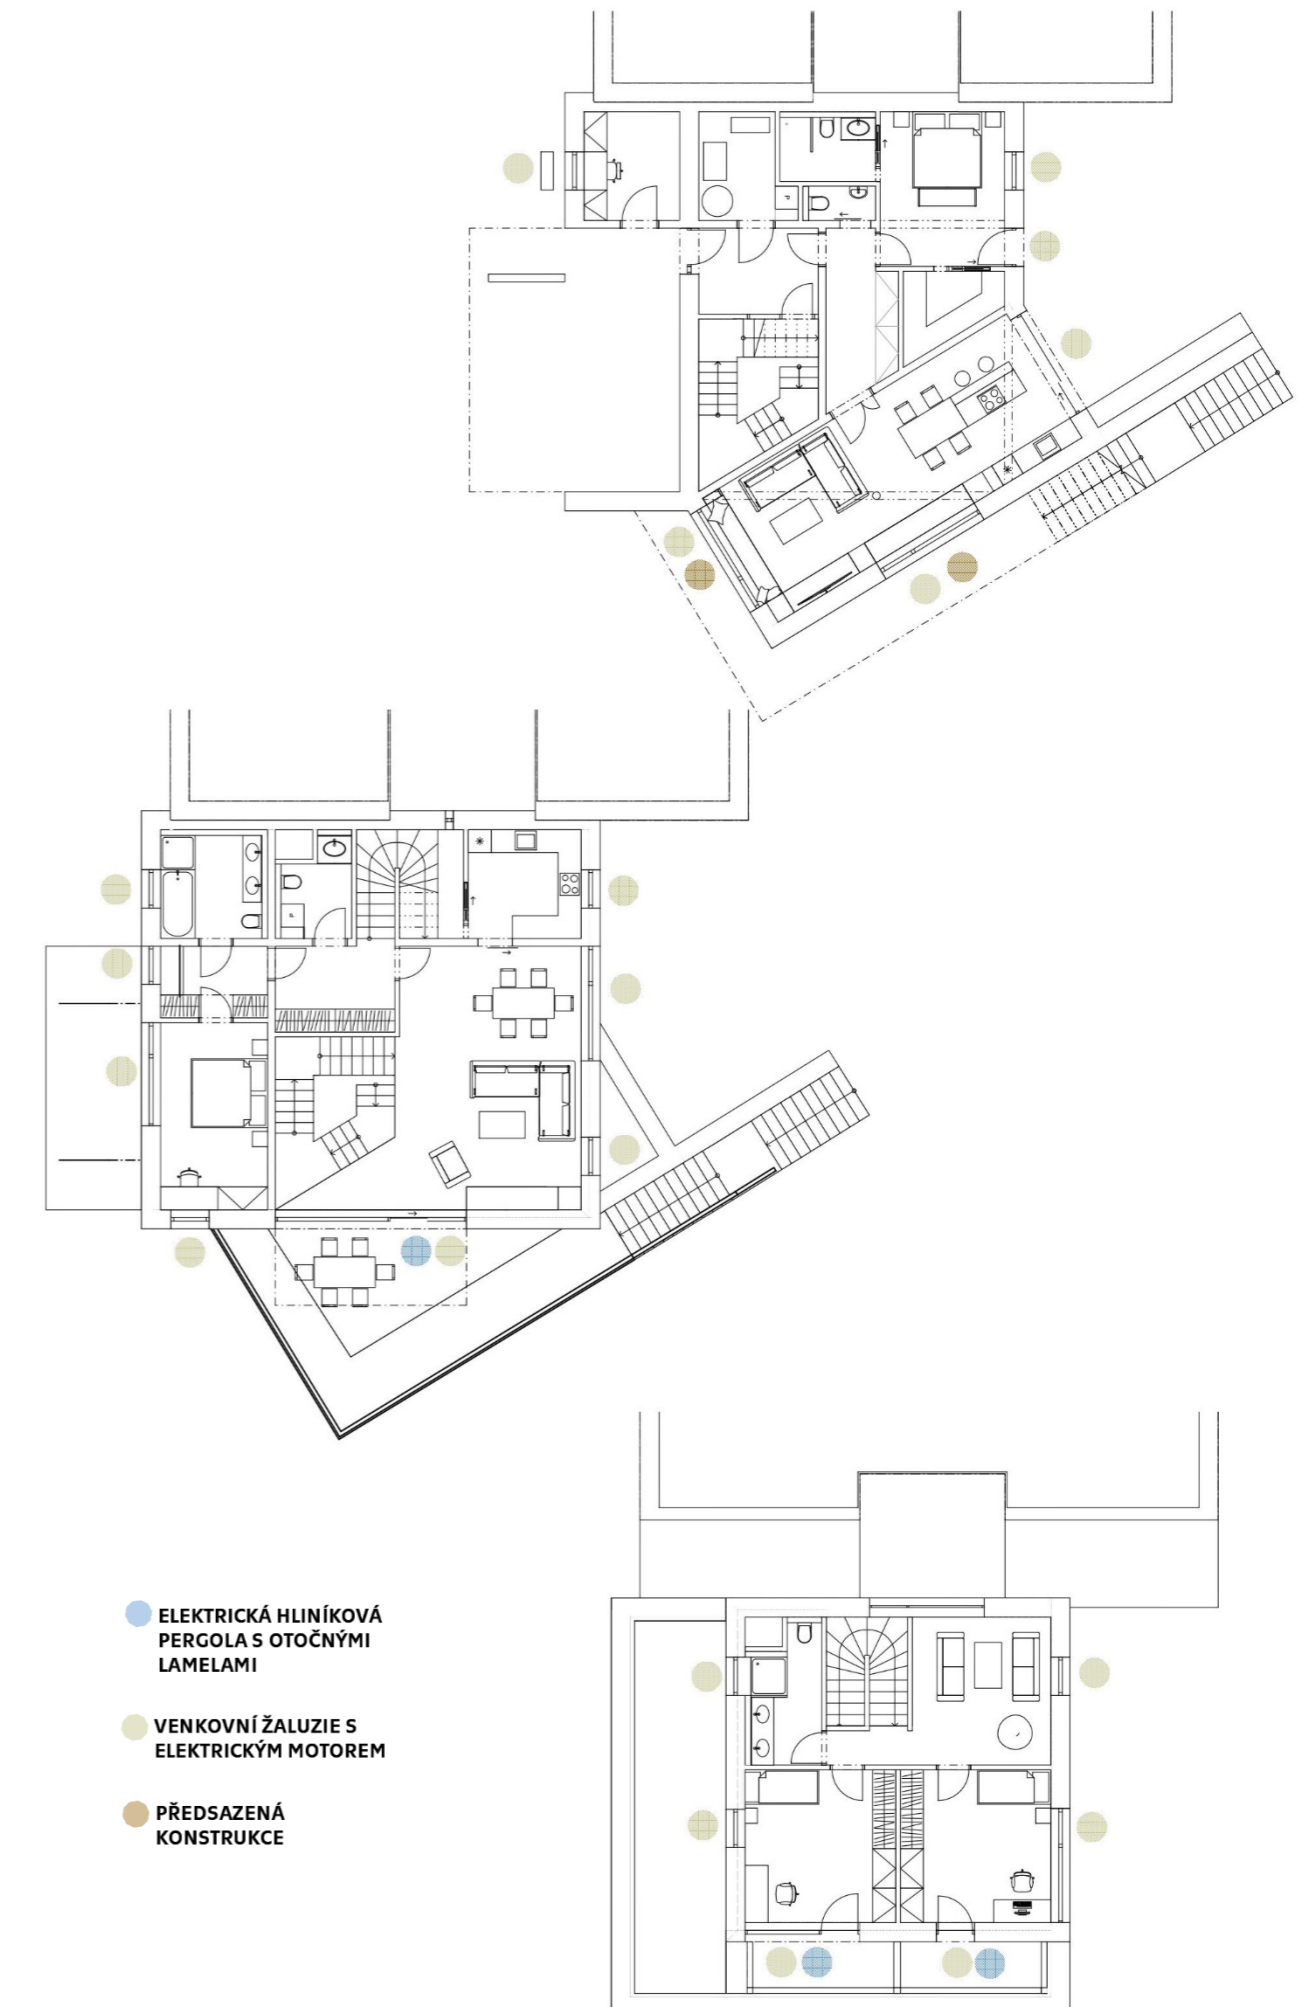 P
P
ELEKTRICKÁ HLINÍKOVÁ
PERGOLA S OTOČNÝMI
LAMELAMI
VENKOVNÍ ŽALUZIE S
ELEKTRICKÝM MOTOREM
PŘEDSAZENÁ
KONSTRUKCE